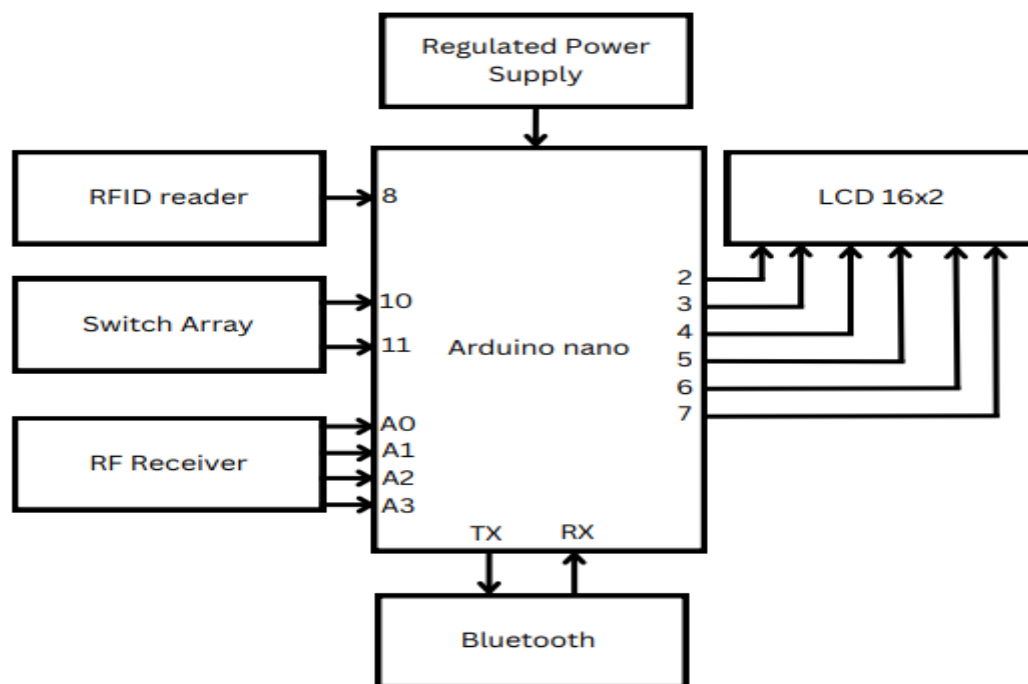 Regulated Power
Supply
RFID reader
8
LCD 16x2
Switch Array
10
11
Arduino nano
2
3
4
5
6
7
RF Receiver
A0
A1
A2
A3
TX
RX
Bluetooth